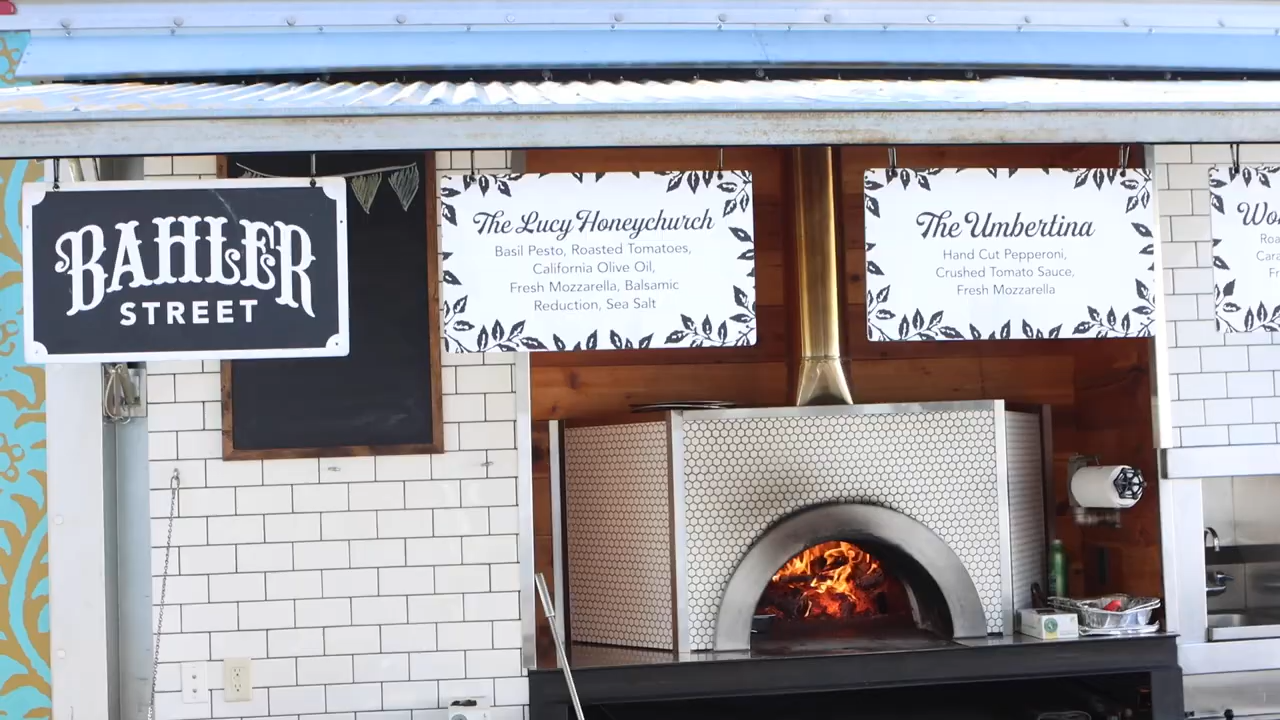 BAHLER
STREET
The Lucy Honeychurch
Basil Pesto, Roasted Tomatoes,
California Olive Oil,
Fresh Mozzarella, Balsamic
Reduction, Sea Salt
The Umbertina
Hand Cut Pepperoni,
Crushed Tomato Sauce,
Fresh Mozzarella